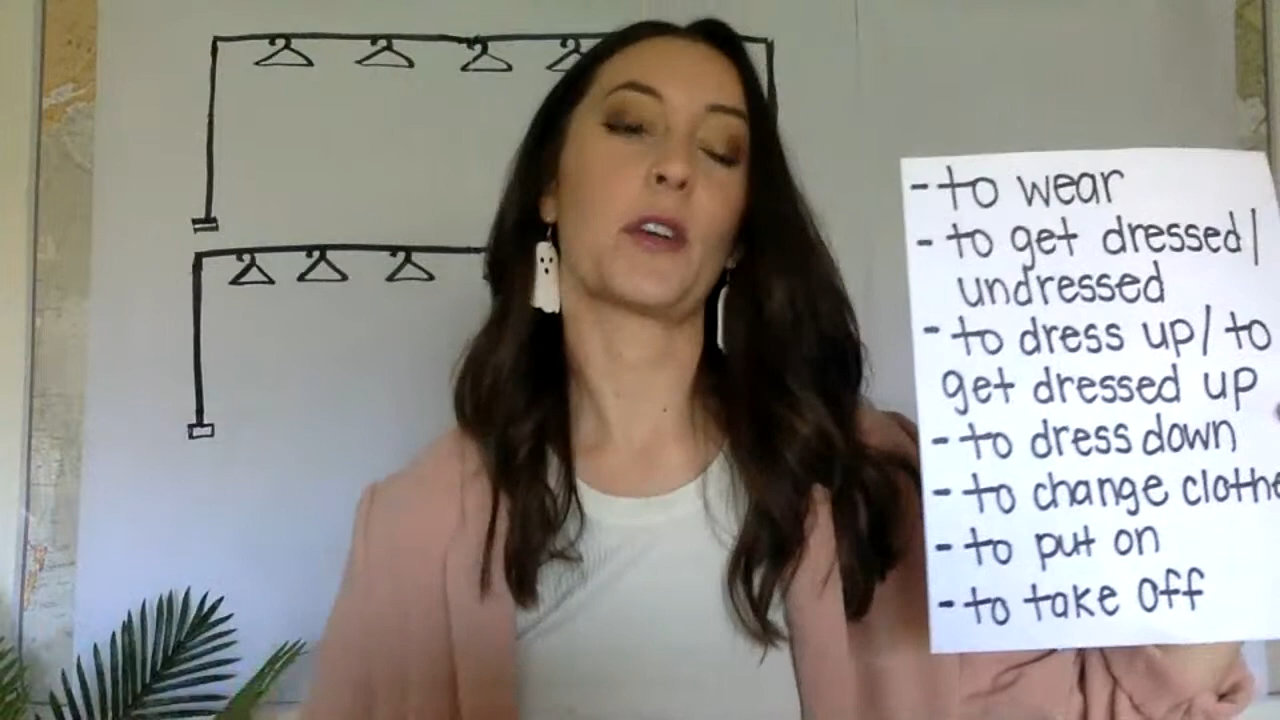 - to wear
- to get dressed/
undressed
- to dress up/ to
get dressed up
- to dress down
- to change clothe
- to put on
- to take off